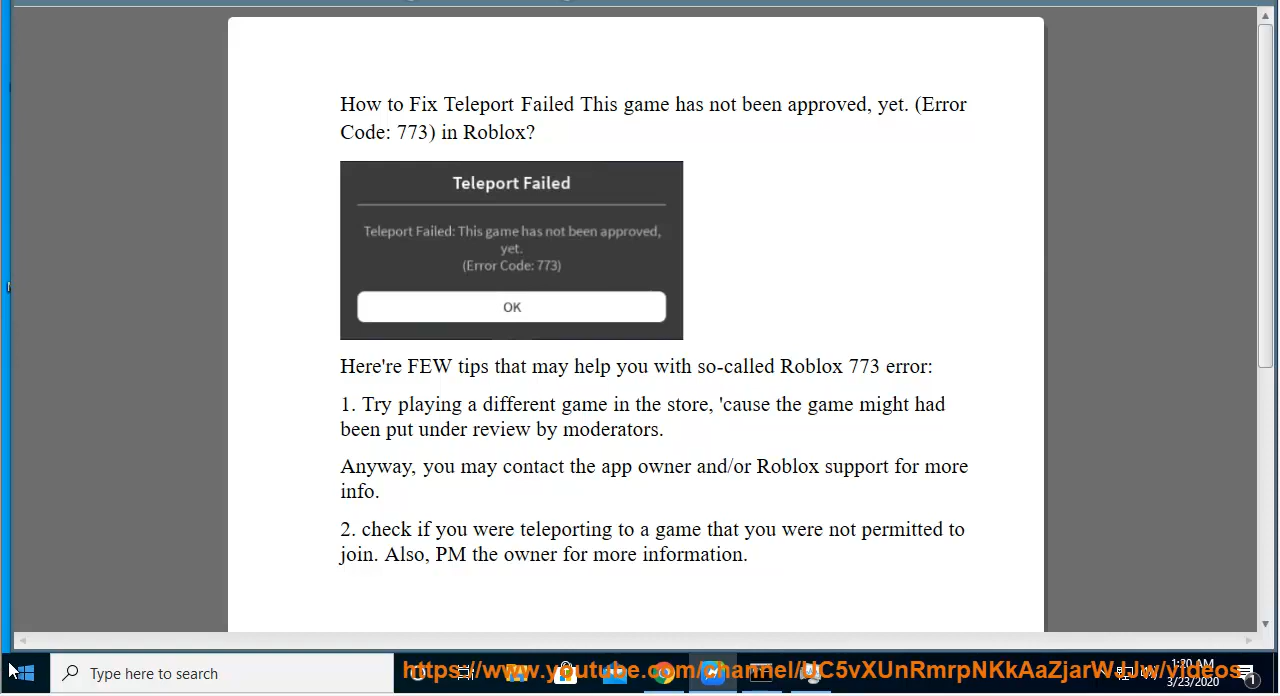 How to Fix Teleport Failed This game has not been approved, yet. (Error
Code: 773) in Roblox?
Teleport Failed
Teleport Failed: This game has not been approved,
yet.
(Error Code: 773)
OK
Here're FEW tips that may help you with so-called Roblox 773 error:
1. Try playing a different game in the store, 'cause the game might had
been put under review by moderators.
Anyway, you may contact the app owner and/or Roblox support for more
info.
2. check if you were teleporting to a game that you were not permitted to
join. Also, PM the owner for more information.
Type here to search
1:20 AM
3/23/2020
1